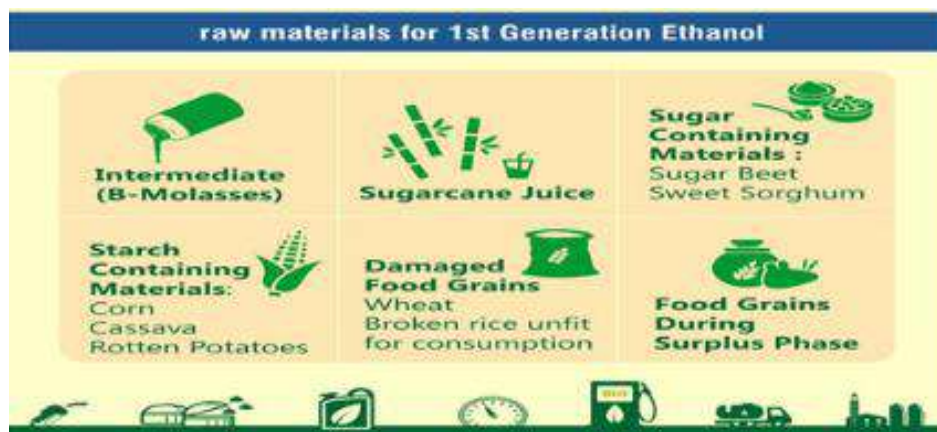 raw materials for 1st Generation Ethanol
Intermediate
(B-Molasses)
Sugarcane Juice
Sugar
Containing
Materials :
Sugar Beet
Sweet Sorghum
Starch
Containing
Materials:
Corn
Cassava
Rotten Potatoes
Damaged
Food Grains
Wheat
Broken rice unfit
for consumption
Food Grains
During
Surplus Phase